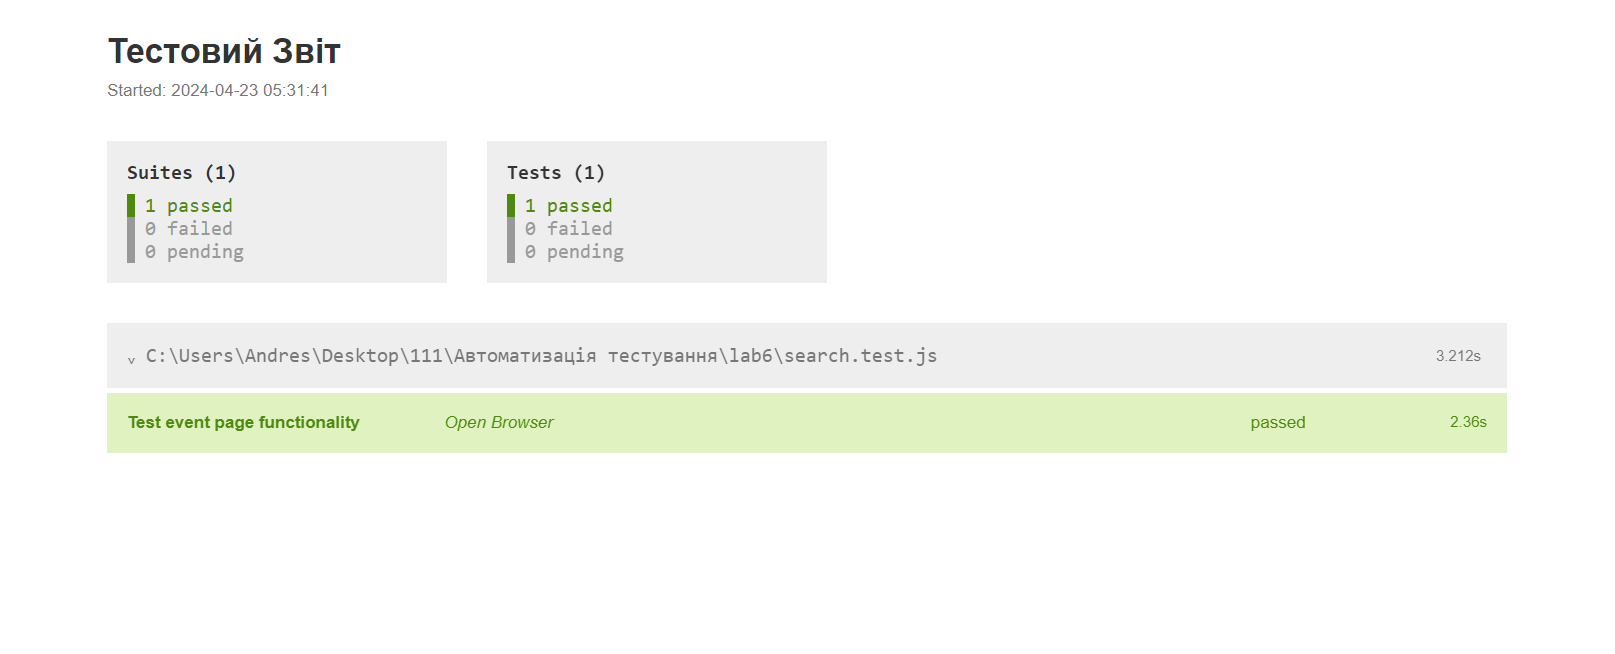 Тестовий Звіт
Started: 2024-04-23 05:31:41
Suites (1)
1 passed
0 failed
0 pending
Tests (1)
1 passed
0 failed
0 pending
C:\Users\Andres\Desktop\111\Автоматизація тестування\lab6\search.test.js 3.212s
Test event page functionality Open Browser passed 2.36s